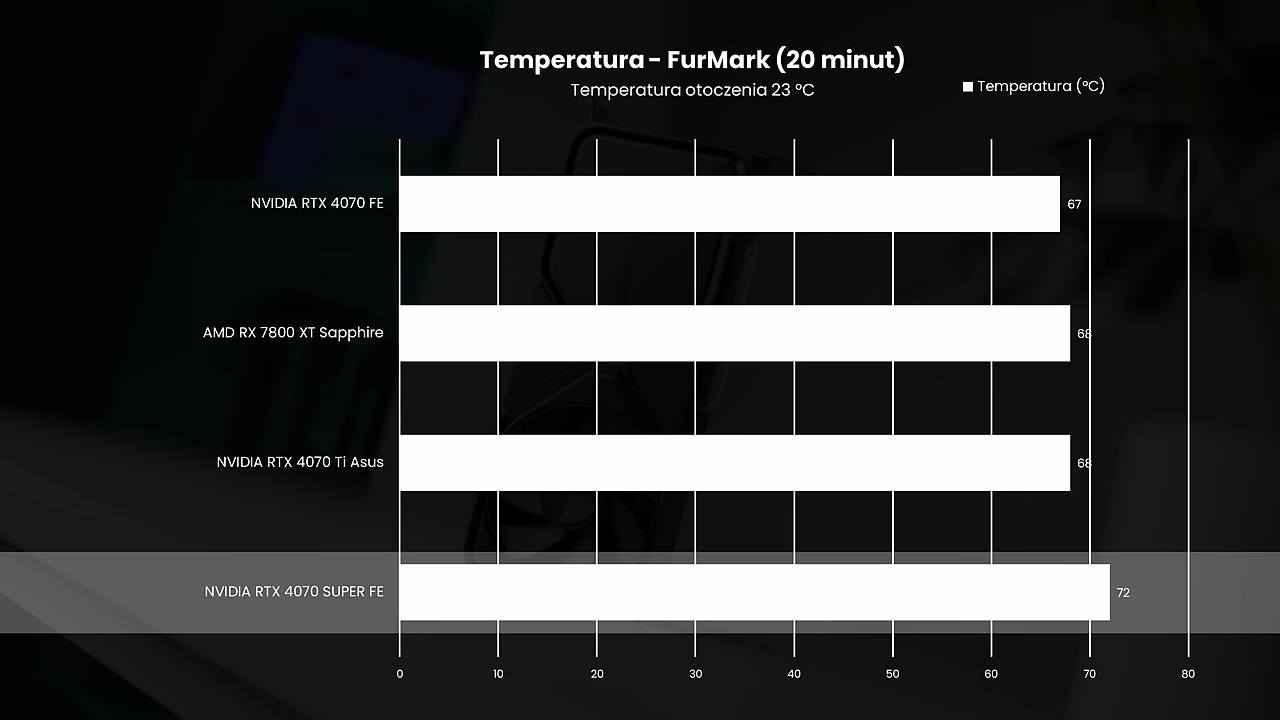 Temperatura - FurMark (20 minut)
Temperatura otoczenia 23 °C
Temperatura (°C)
NVIDIA RTX 4070 FE
67
AMD RX 7800 XT Sapphire
68
NVIDIA RTX 4070 Ti Asus
68
NVIDIA RTX 4070 SUPER FE
72
0 10 20 30 40 50 60 70 80